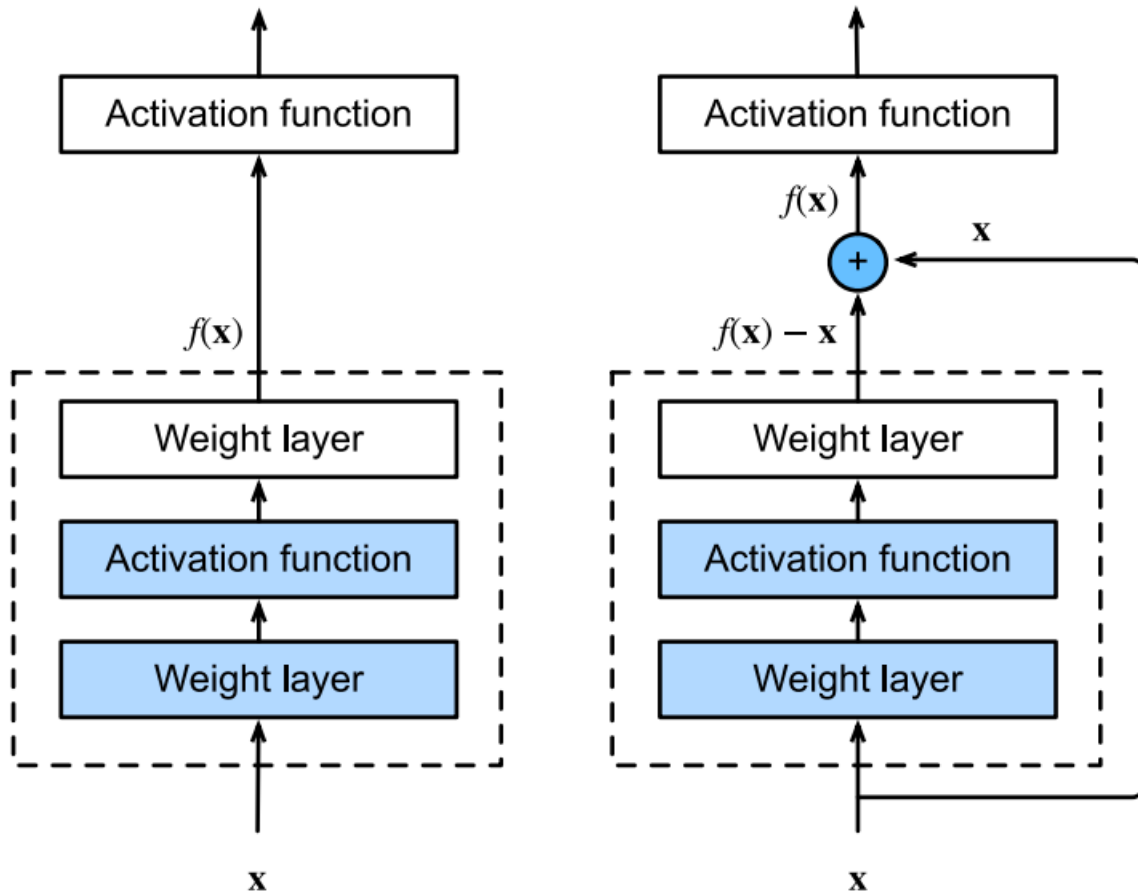 Activation function
f(x)
Weight layer
Activation function
Weight layer
x
Activation function
f(x)
x
+
f(x) − x
Weight layer
Activation function
Weight layer
x